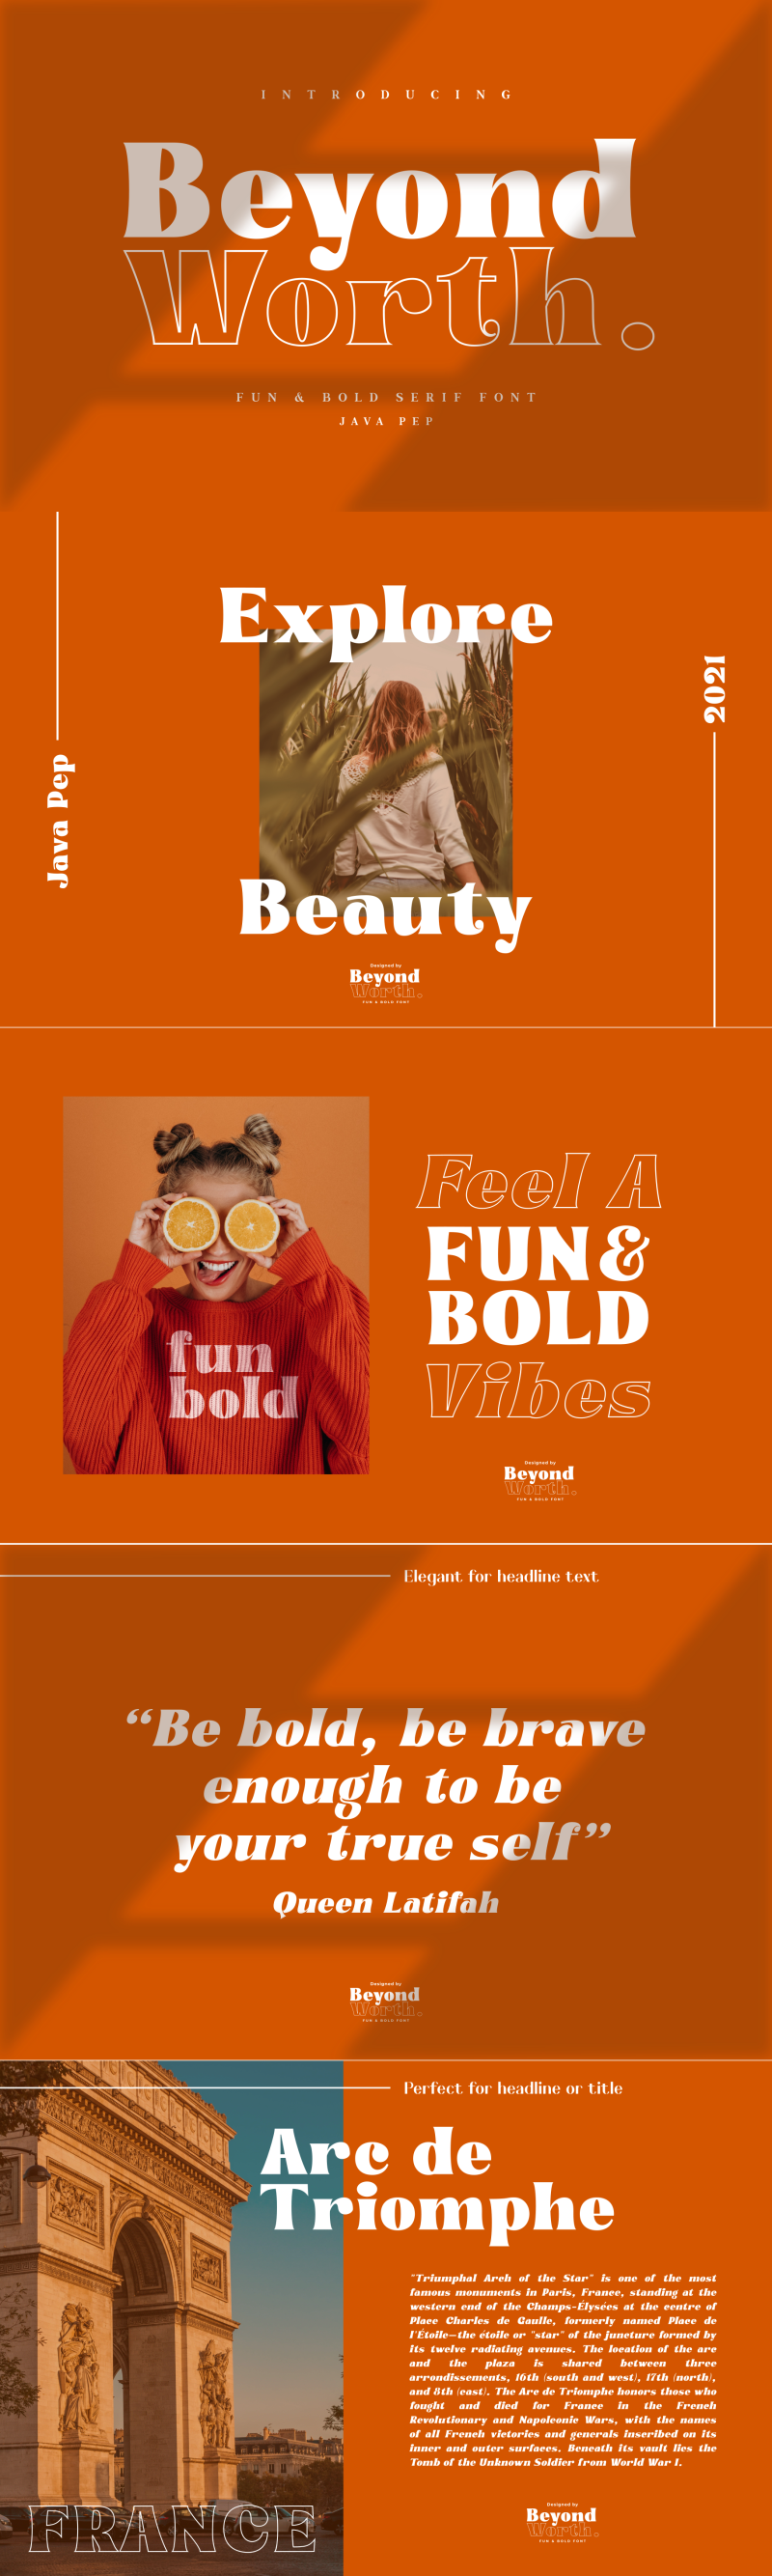 INTRODUCING
Beyond
Worth.
FUN & BOLD SERIF FONT
JAVA PEP
Explore
Java Pep
2021
Beauty
Designed by
Beyond
Worth.
FUN & BOLD FONT
fun
bold
Feel A
FUN &
BOLD
Vibes
Designed by
Beyond
Worth.
FUN & BOLD FONT
Elegant for headline text
“Be bold, be brave
enough to be
your true self”
Queen Latifah
Designed by
Beyond
Worth.
FUN & BOLD FONT
Perfect for headline or title
Arc de
Triomphe
"Triumphal Arch of the Star" is one of the most
famous monuments in Paris, France, standing at the
western end of the Champs-Élysées at the centre of
Place Charles de Gaulle, formerly named Place de
l'Étoile—the étoile or "star" of the juncture formed by
its twelve radiating avenues. The location of the arc
and the plaza is shared between three
arrondissements, 16th (south and west), 17th (north),
and 8th (east). The Arc de Triomphe honors those who
fought and died for France in the French
Revolutionary and Napoleonic Wars, with the names
of all French victories and generals inscribed on its
inner and outer surfaces. Beneath its vault lies the
Tomb of the Unknown Soldier from World War I.
FRANCE
Designed by
Beyond
Worth.
FUN & BOLD FONT